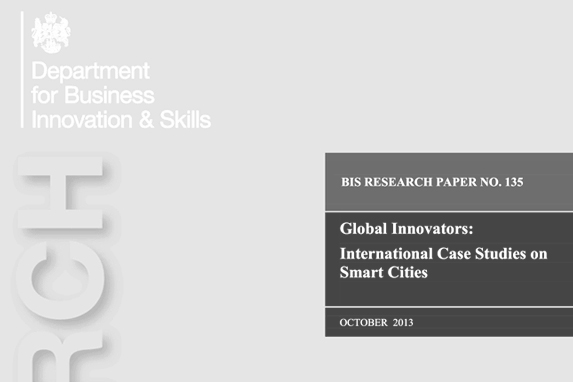 Department
for Business
Innovation & Skills
RCH
BIS RESEARCH PAPER NO. 135
Global Innovators:
International Case Studies on
Smart Cities
OCTOBER 2013